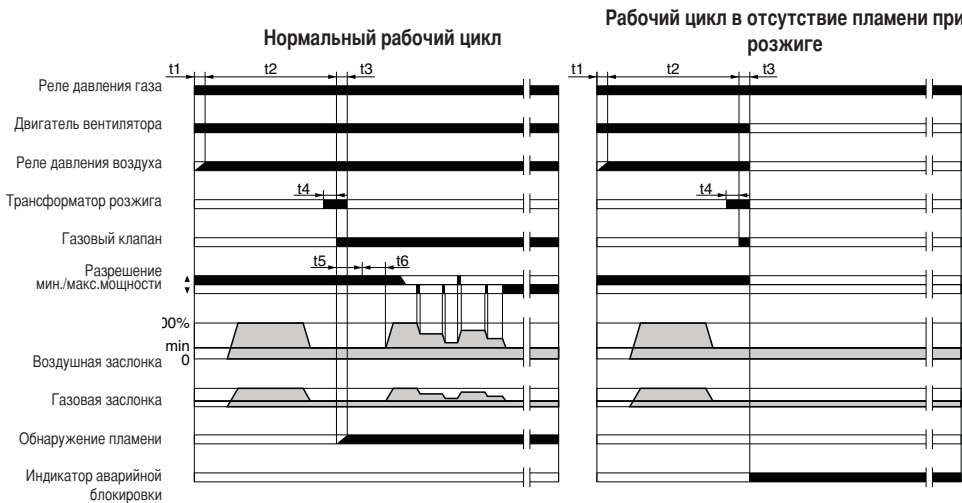 Нормальный рабочий цикл
Рабочий цикл в отсутствие пламени при
розжиге
t1 t2 t3
t1 t2 t3
Реле давления газа
Двигатель вентилятора
Реле давления воздуха
t4
t4
Трансформатор розжига
Газовый клапан
t5 t6
Разрешение
мин./макс.мощности
00%
min
0
Воздушная заслонка
Газовая заслонка
Обнаружение пламени
Индикатор аварийной
блокировки